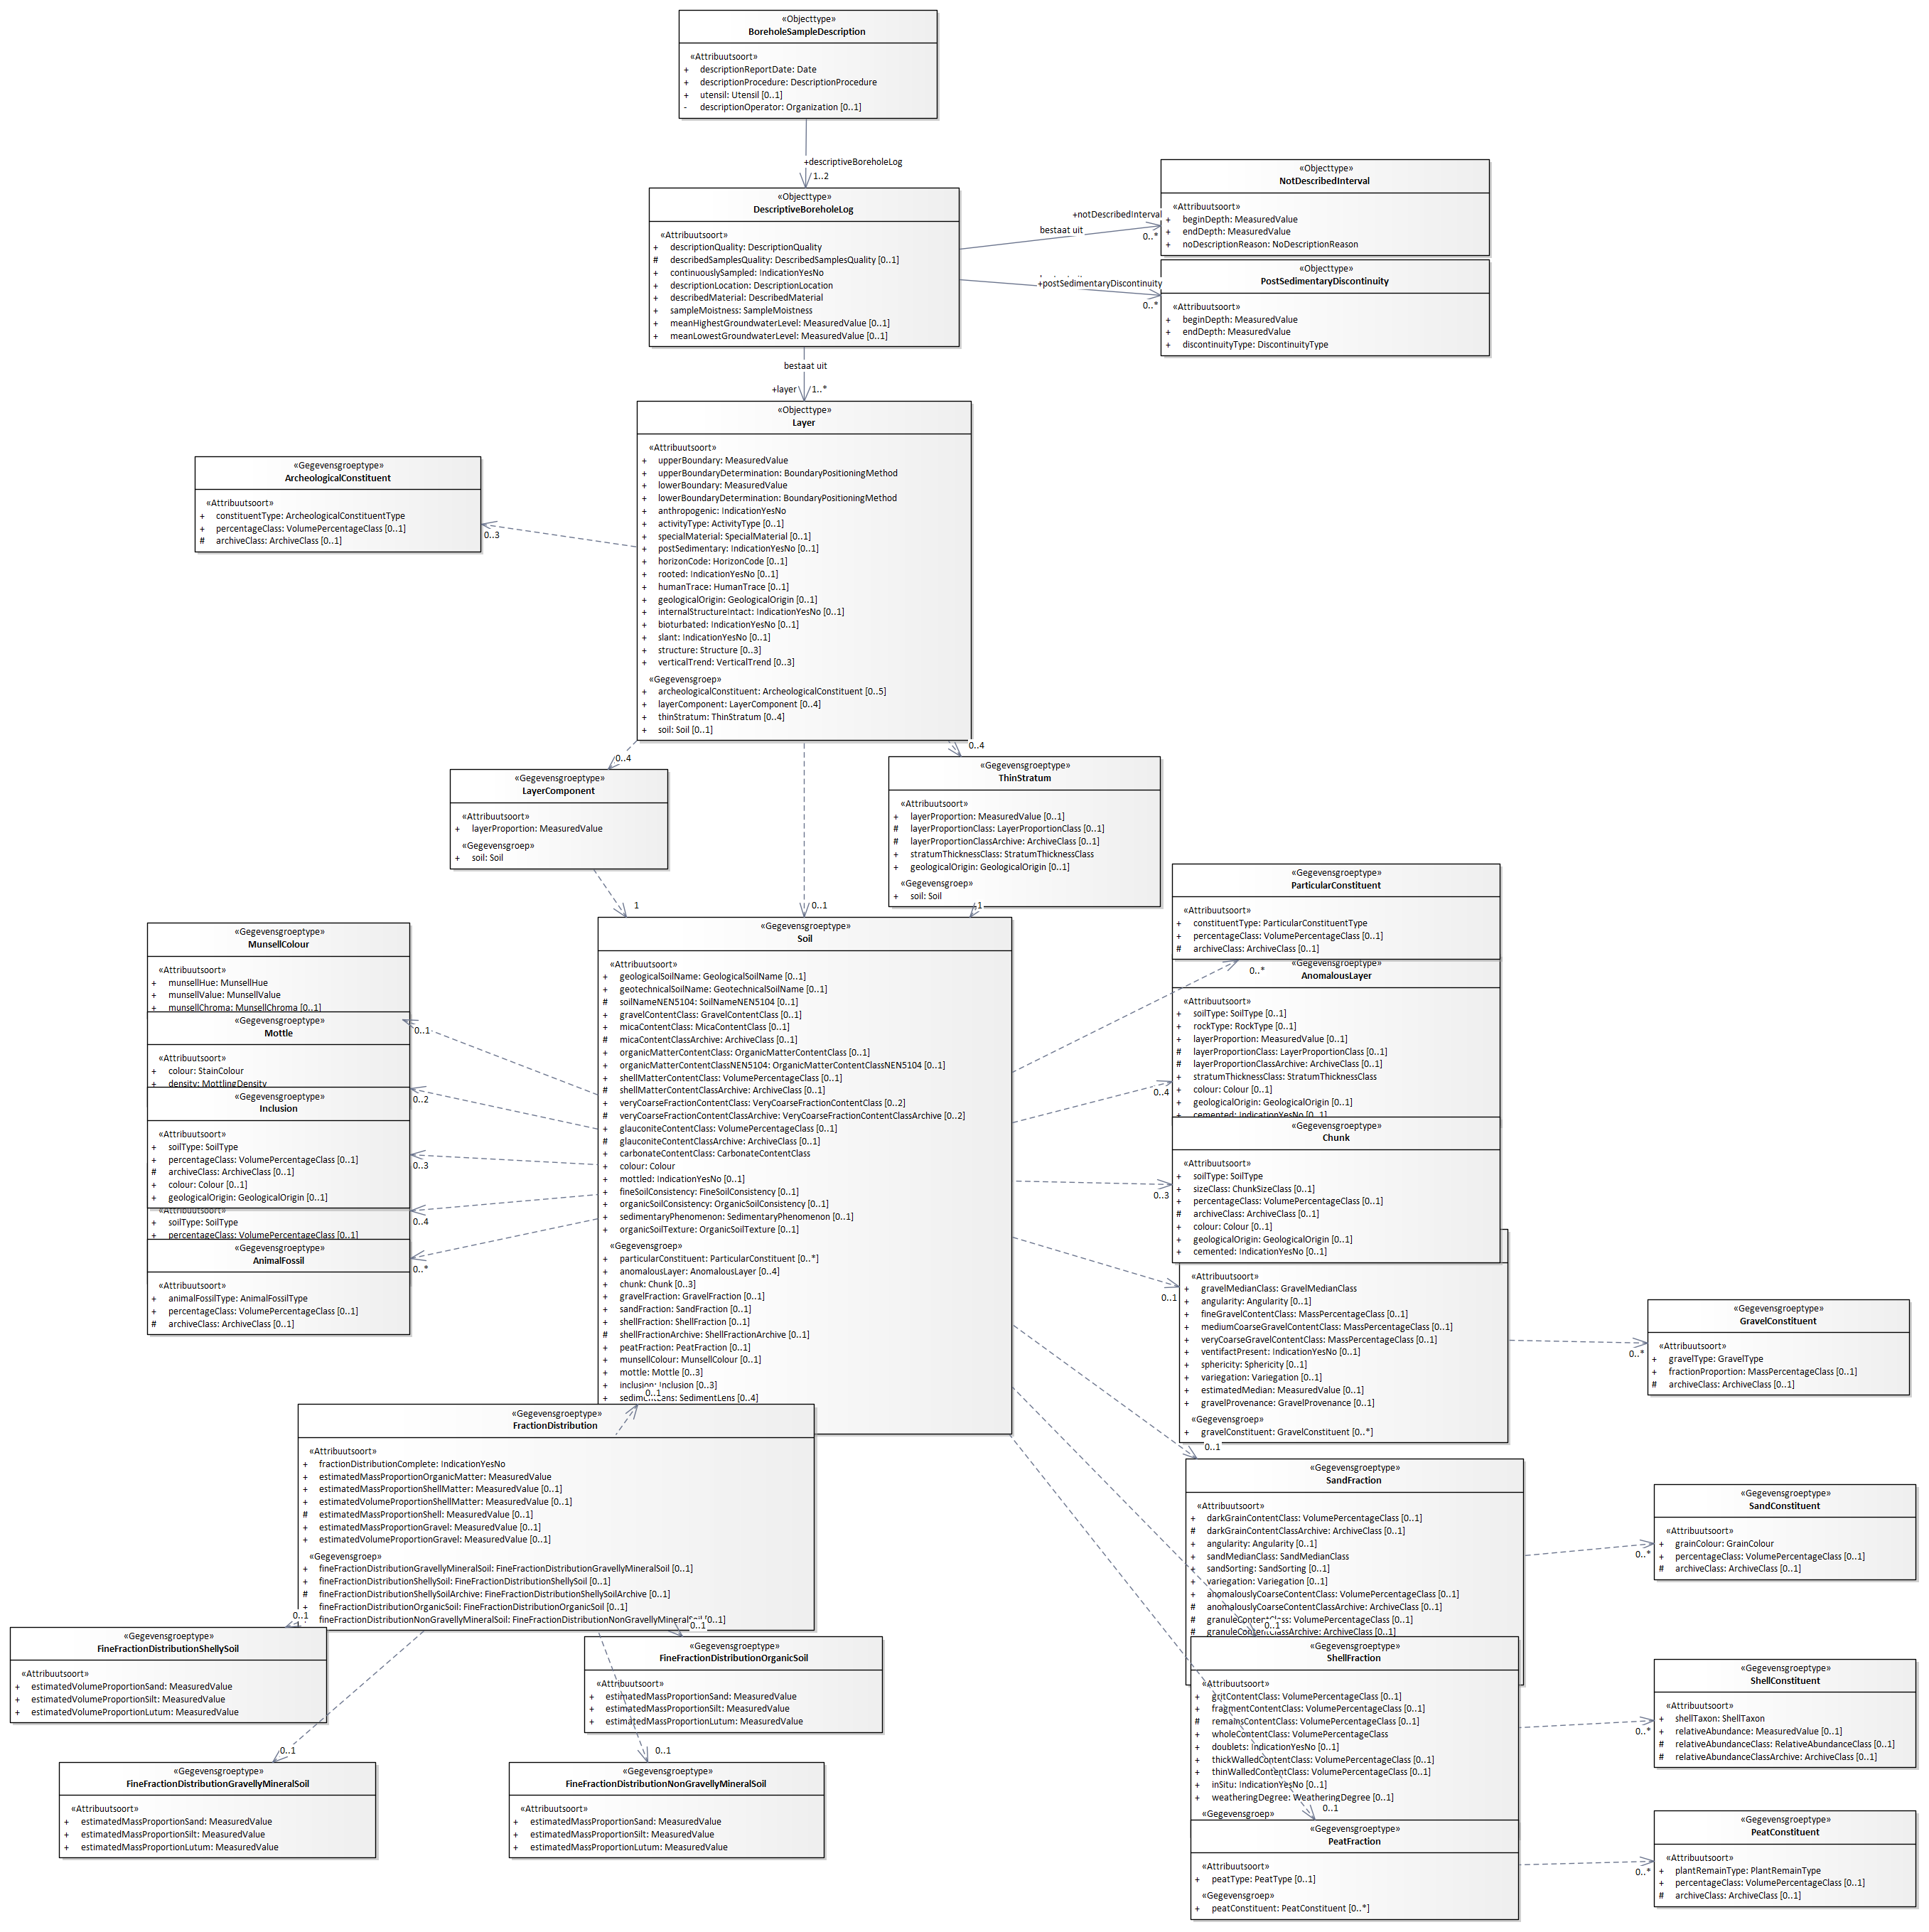 «Objecttype»
BoreholeSampleDescription
«Attribuutsoort»
+ descriptionReportDate: Date
+ descriptionProcedure: DescriptionProcedure
+ utensil: Utensil [0..1]
- descriptionOperator: Organization [0..1]
+descriptiveBoreholeLog
1..2
«Objecttype»
DescriptiveBoreholeLog
«Attribuutsoort»
+ descriptionQuality: DescriptionQuality
# describedSamplesQuality: DescribedSamplesQuality [0..1]
+ continuouslySampled: IndicationYesNo
+ descriptionLocation: DescriptionLocation
+ describedMaterial: DescribedMaterial
+ sampleMoistness: SampleMoistness
+ meanHighestGroundwaterLevel: MeasuredValue [0..1]
+ meanLowestGroundwaterLevel: MeasuredValue [0..1]
+notDescribedInterval
bestaat uit
0..*
«Objecttype»
NotDescribedInterval
«Attribuutsoort»
+ beginDepth: MeasuredValue
+ endDepth: MeasuredValue
+ noDescriptionReason: NoDescriptionReason
+postSedimentaryDiscontinuity
0..*
«Objecttype»
PostSedimentaryDiscontinuity
«Attribuutsoort»
+ beginDepth: MeasuredValue
+ endDepth: MeasuredValue
+ discontinuityType: DiscontinuityType
bestaat uit
+layer 1..*
«Objecttype»
Layer
«Attribuutsoort»
+ upperBoundary: MeasuredValue
+ upperBoundaryDetermination: BoundaryPositioningMethod
+ lowerBoundary: MeasuredValue
+ lowerBoundaryDetermination: BoundaryPositioningMethod
+ anthropogenic: IndicationYesNo
+ activityType: ActivityType [0..1]
+ specialMaterial: SpecialMaterial [0..1]
+ postSedimentary: IndicationYesNo [0..1]
+ horizonCode: HorizonCode [0..1]
+ rooted: IndicationYesNo [0..1]
+ humanTrace: HumanTrace [0..1]
+ geologicalOrigin: GeologicalOrigin [0..1]
+ internalStructureIntact: IndicationYesNo [0..1]
+ bioturbated: IndicationYesNo [0..1]
+ slant: IndicationYesNo [0..1]
+ structure: Structure [0..3]
+ verticalTrend: VerticalTrend [0..3]
«Gegevensgroep»
+ archeologicalConstituent: ArcheologicalConstituent [0..5]
+ layerComponent: LayerComponent [0..4]
+ thinStratum: ThinStratum [0..4]
+ soil: Soil [0..1]
«Gegevensgroeptype»
ArcheologicalConstituent
«Attribuutsoort»
+ constituentType: ArcheologicalConstituentType
+ percentageClass: VolumePercentageClass [0..1]
# archiveClass: ArchiveClass [0..1]
0..3
0..4
0..4
«Gegevensgroeptype»
LayerComponent
«Attribuutsoort»
+ layerProportion: MeasuredValue
«Gegevensgroep»
+ soil: Soil
«Gegevensgroeptype»
ThinStratum
«Attribuutsoort»
+ layerProportion: MeasuredValue [0..1]
# layerProportionClass: LayerProportionClass [0..1]
# layerProportionClassArchive: ArchiveClass [0..1]
+ stratumThicknessClass: StratumThicknessClass
+ geologicalOrigin: GeologicalOrigin [0..1]
«Gegevensgroep»
+ soil: Soil
1
0..1
1
«Gegevensgroeptype»
Soil
«Attribuutsoort»
+ geologicalSoilName: GeologicalSoilName [0..1]
+ geotechnicalSoilName: GeotechnicalSoilName [0..1]
# soilNameNEN5104: SoilNameNEN5104 [0..1]
+ gravelContentClass: GravelContentClass [0..1]
+ micaContentClass: MicaContentClass [0..1]
# micaContentClassArchive: ArchiveClass [0..1]
+ organicMatterContentClass: OrganicMatterContentClass [0..1]
+ organicMatterContentClassNEN5104: OrganicMatterContentClassNEN5104 [0..1]
+ shellMatterContentClass: VolumePercentageClass [0..1]
# shellMatterContentClassArchive: ArchiveClass [0..1]
+ veryCoarseFractionContentClass: VeryCoarseFractionContentClass [0..2]
# veryCoarseFractionContentClassArchive: VeryCoarseFractionContentClassArchive [0..2]
+ glauconiteContentClass: VolumePercentageClass [0..1]
# glauconiteContentClassArchive: ArchiveClass [0..1]
+ carbonateContentClass: CarbonateContentClass
+ colour: Colour
+ mottled: IndicationYesNo [0..1]
+ fineSoilConsistency: FineSoilConsistency [0..1]
+ organicSoilConsistency: OrganicSoilConsistency [0..1]
+ sedimentaryPhenomenon: SedimentaryPhenomenon [0..1]
+ organicSoilTexture: OrganicSoilTexture [0..1]
«Gegevensgroep»
+ particularConstituent: ParticularConstituent [0..*]
+ anomalousLayer: AnomalousLayer [0..4]
+ chunk: Chunk [0..3]
+ gravelFraction: GravelFraction [0..1]
+ sandFraction: SandFraction [0..1]
+ shellFraction: ShellFraction [0..1]
# shellFractionArchive: ShellFractionArchive [0..1]
+ peatFraction: PeatFraction [0..1]
+ munsellColour: MunsellColour [0..1]
+ mottle: Mottle [0..3]
+ inclusion: Inclusion [0..3]
+ sedimentLens: SedimentLens [0..4]
0..1
«Gegevensgroeptype»
MunsellColour
«Attribuutsoort»
+ munsellHue: MunsellHue
+ munsellValue: MunsellValue
+ munsellChroma: MunsellChroma [0..1]
0..1
«Gegevensgroeptype»
Mottle
«Attribuutsoort»
+ colour: StainColour
+ density: MottlingDensity
0..2
«Gegevensgroeptype»
Inclusion
«Attribuutsoort»
+ soilType: SoilType
+ percentageClass: VolumePercentageClass [0..1]
# archiveClass: ArchiveClass [0..1]
+ colour: Colour [0..1]
+ geologicalOrigin: GeologicalOrigin [0..1]
0..3
«Attribuutsoort»
+ soilType: SoilType
+ percentageClass: VolumePercentageClass [0..1]
0..4
«Gegevensgroeptype»
AnimalFossil
«Attribuutsoort»
+ animalFossilType: AnimalFossilType
+ percentageClass: VolumePercentageClass [0..1]
# archiveClass: ArchiveClass [0..1]
0..*
«Gegevensgroeptype»
ParticularConstituent
«Attribuutsoort»
+ constituentType: ParticularConstituentType
+ percentageClass: VolumePercentageClass [0..1]
# archiveClass: ArchiveClass [0..1]
0..*
«Gegevensgroeptype»
AnomalousLayer
«Attribuutsoort»
+ soilType: SoilType [0..1]
+ rockType: RockType [0..1]
+ layerProportion: MeasuredValue [0..1]
# layerProportionClass: LayerProportionClass [0..1]
# layerProportionClassArchive: ArchiveClass [0..1]
+ stratumThicknessClass: StratumThicknessClass
+ colour: Colour [0..1]
+ geologicalOrigin: GeologicalOrigin [0..1]
+ cemented: IndicationYesNo [0..1]
0..4
«Gegevensgroeptype»
Chunk
«Attribuutsoort»
+ soilType: SoilType
+ sizeClass: ChunkSizeClass [0..1]
+ percentageClass: VolumePercentageClass [0..1]
# archiveClass: ArchiveClass [0..1]
+ colour: Colour [0..1]
+ geologicalOrigin: GeologicalOrigin [0..1]
+ cemented: IndicationYesNo [0..1]
0..3
«Attribuutsoort»
+ gravelMedianClass: GravelMedianClass
+ angularity: Angularity [0..1]
+ fineGravelContentClass: MassPercentageClass [0..1]
+ mediumCoarseGravelContentClass: MassPercentageClass [0..1]
+ veryCoarseGravelContentClass: MassPercentageClass [0..1]
+ ventifactPresent: IndicationYesNo [0..1]
+ sphericity: Sphericity [0..1]
+ variegation: Variegation [0..1]
+ estimatedMedian: MeasuredValue [0..1]
+ gravelProvenance: GravelProvenance [0..1]
«Gegevensgroep»
+ gravelConstituent: GravelConstituent [0..*]
0..1
0..*
«Gegevensgroeptype»
GravelConstituent
«Attribuutsoort»
+ gravelType: GravelType
+ fractionProportion: MassPercentageClass [0..1]
# archiveClass: ArchiveClass [0..1]
0..1
«Gegevensgroeptype»
SandFraction
«Attribuutsoort»
+ darkGrainContentClass: VolumePercentageClass [0..1]
# darkGrainContentClassArchive: ArchiveClass [0..1]
+ angularity: Angularity [0..1]
+ sandMedianClass: SandMedianClass
+ sandSorting: SandSorting [0..1]
+ variegation: Variegation [0..1]
+ anomalouslyCoarseContentClass: VolumePercentageClass [0..1]
# anomalouslyCoarseContentClassArchive: ArchiveClass [0..1]
+ granuleContentClass: VolumePercentageClass [0..1]
# granuleContentClassArchive: ArchiveClass [0..1]
0..*
«Gegevensgroeptype»
SandConstituent
«Attribuutsoort»
+ grainColour: GrainColour
+ percentageClass: VolumePercentageClass [0..1]
# archiveClass: ArchiveClass [0..1]
0..1
«Gegevensgroeptype»
ShellFraction
«Attribuutsoort»
+ gritContentClass: VolumePercentageClass [0..1]
+ fragmentContentClass: VolumePercentageClass [0..1]
# remainsContentClass: VolumePercentageClass [0..1]
+ wholeContentClass: VolumePercentageClass
+ doublets: IndicationYesNo [0..1]
+ thickWalledContentClass: VolumePercentageClass [0..1]
+ thinWalledContentClass: VolumePercentageClass [0..1]
+ inSitu: IndicationYesNo [0..1]
+ weatheringDegree: WeatheringDegree [0..1]
«Gegevensgroep»
0..*
«Gegevensgroeptype»
ShellConstituent
«Attribuutsoort»
+ shellTaxon: ShellTaxon
+ relativeAbundance: MeasuredValue [0..1]
# relativeAbundanceClass: RelativeAbundanceClass [0..1]
# relativeAbundanceClassArchive: ArchiveClass [0..1]
0..1
«Gegevensgroeptype»
PeatFraction
«Attribuutsoort»
+ peatType: PeatType [0..1]
«Gegevensgroep»
+ peatConstituent: PeatConstituent [0..*]
0..*
«Gegevensgroeptype»
PeatConstituent
«Attribuutsoort»
+ plantRemainType: PlantRemainType
+ percentageClass: VolumePercentageClass [0..1]
# archiveClass: ArchiveClass [0..1]
«Gegevensgroeptype»
FractionDistribution
«Attribuutsoort»
+ fractionDistributionComplete: IndicationYesNo
+ estimatedMassProportionOrganicMatter: MeasuredValue
+ estimatedMassProportionShellMatter: MeasuredValue [0..1]
+ estimatedVolumeProportionShellMatter: MeasuredValue [0..1]
# estimatedMassProportionShell: MeasuredValue [0..1]
+ estimatedMassProportionGravel: MeasuredValue [0..1]
+ estimatedVolumeProportionGravel: MeasuredValue [0..1]
«Gegevensgroep»
+ fineFractionDistributionGravellyMineralSoil: FineFractionDistributionGravellyMineralSoil [0..1]
+ fineFractionDistributionShellySoil: FineFractionDistributionShellySoil [0..1]
# fineFractionDistributionShellySoilArchive: FineFractionDistributionShellySoilArchive [0..1]
+ fineFractionDistributionOrganicSoil: FineFractionDistributionOrganicSoil [0..1]
+ fineFractionDistributionNonGravellyMineralSoil: FineFractionDistributionNonGravellyMineralSoil [0..1]
0..1
0..1
«Gegevensgroeptype»
FineFractionDistributionShellySoil
«Attribuutsoort»
+ estimatedVolumeProportionSand: MeasuredValue
+ estimatedVolumeProportionSilt: MeasuredValue
+ estimatedVolumeProportionLutum: MeasuredValue
«Gegevensgroeptype»
FineFractionDistributionOrganicSoil
«Attribuutsoort»
+ estimatedMassProportionSand: MeasuredValue
+ estimatedMassProportionSilt: MeasuredValue
+ estimatedMassProportionLutum: MeasuredValue
0..1
0..1
«Gegevensgroeptype»
FineFractionDistributionGravellyMineralSoil
«Attribuutsoort»
+ estimatedMassProportionSand: MeasuredValue
+ estimatedMassProportionSilt: MeasuredValue
+ estimatedMassProportionLutum: MeasuredValue
«Gegevensgroeptype»
FineFractionDistributionNonGravellyMineralSoil
«Attribuutsoort»
+ estimatedMassProportionSand: MeasuredValue
+ estimatedMassProportionSilt: MeasuredValue
+ estimatedMassProportionLutum: MeasuredValue